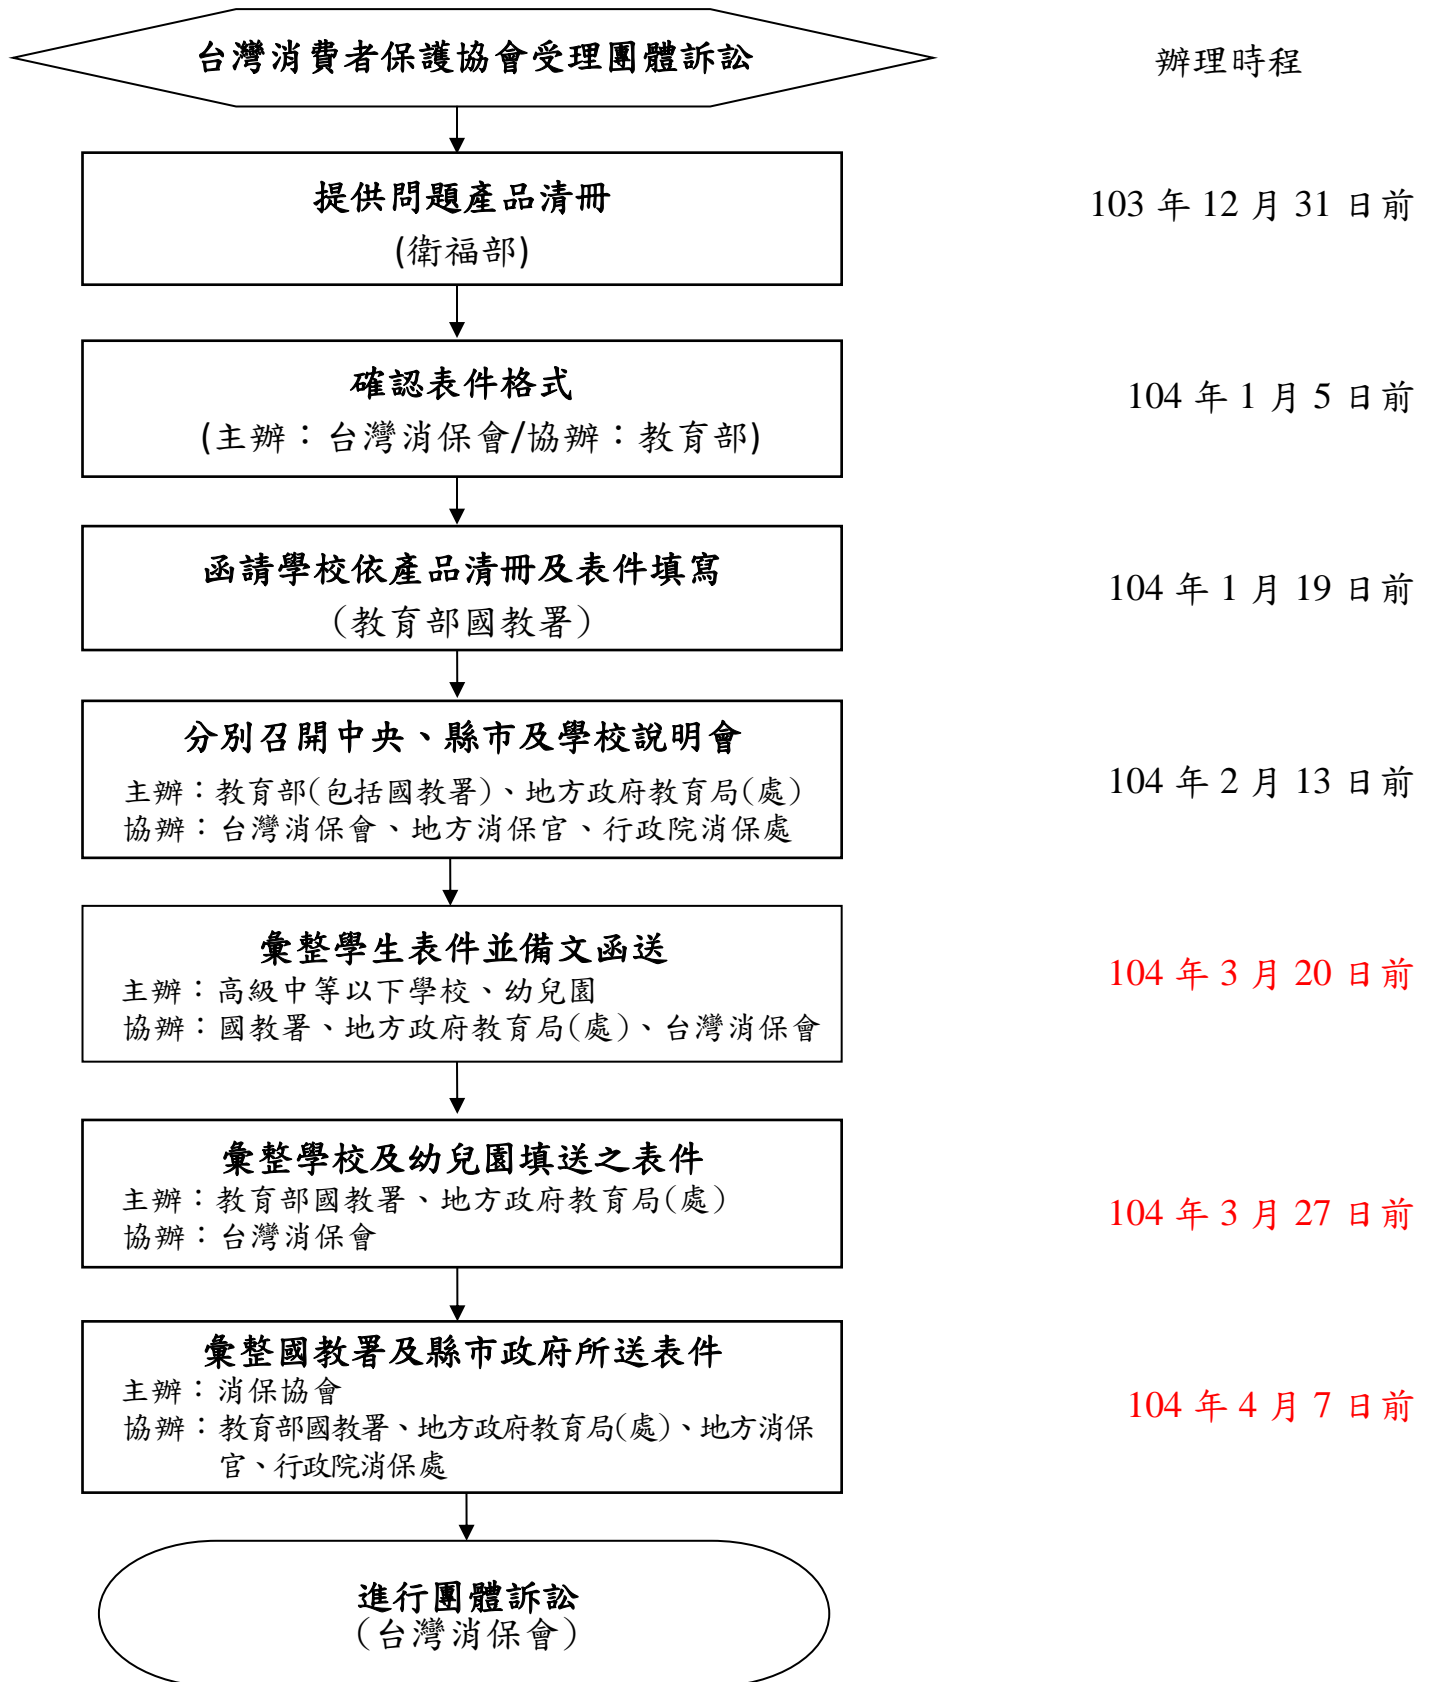 台灣消費者保護協會受理團體訴訟
辦理時程
提供問題產品清冊
(衛福部)
103 年 12 月 31 日前
確認表件格式
(主辦：台灣消保會/協辦：教育部)
104 年 1 月 5 日前
函請學校依產品清冊及表件填寫
（教育部國教署）
104 年 1 月 19 日前
分別召開中央、縣市及學校說明會
主辦：教育部(包括國教署)、地方政府教育局(處)
協辦：台灣消保會、地方消保官、行政院消保處
104 年 2 月 13 日前
彙整學生表件並備文函送
主辦：高級中等以下學校、幼兒園
協辦：國教署、地方政府教育局(處)、台灣消保會
104 年 3 月 20 日前
彙整學校及幼兒園填送之表件
主辦：教育部國教署、地方政府教育局(處)
協辦：台灣消保會
104 年 3 月 27 日前
彙整國教署及縣市政府所送表件
主辦：消保協會
協辦：教育部國教署、地方政府教育局(處)、地方消保
官、行政院消保處
104 年 4 月 7 日前
進行團體訴訟
（台灣消保會）